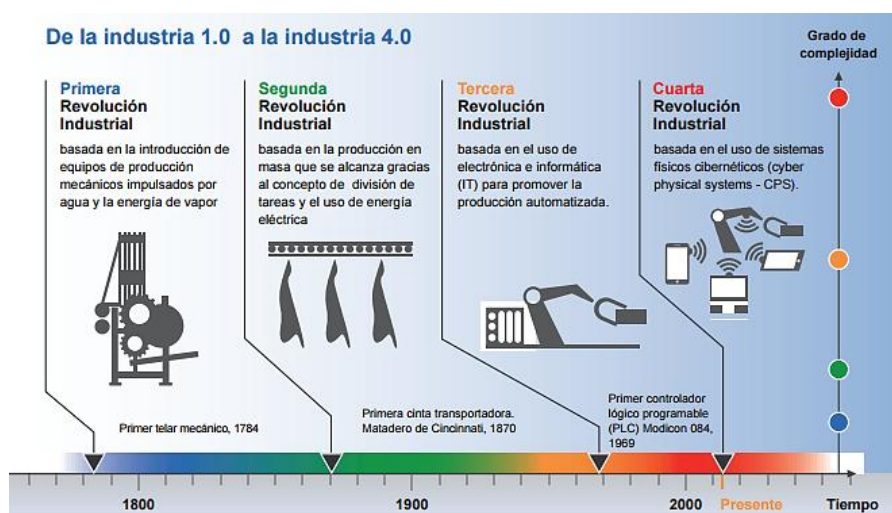 De la industria 1.0 a la industria 4.0
Grado de
complejidad
Primera
Revolución
Industrial
basada en la introducción de
equipos de producción
mecánicos impulsados por
agua y la energía de vapor
Segunda
Revolución
Industrial
basada en la producción en
masa que se alcanza gracias
al concepto de división de
tareas y el uso de energía
eléctrica
Tercera
Revolución
Industrial
basada en el uso de
electrónica e informática
(IT) para promover la
producción automatizada.
Cuarta
Revolución
Industrial
basada en el uso de sistemas
físicos cibernéticos (cyber
physical systems - CPS).
Primer telar mecánico, 1784
Primera cinta transportadora.
Matadero de Cincinnati, 1870
Primer controlador
lógico programable
(PLC) Modicon 084,
1969
1800
1900
2000
Presente
Tiempo